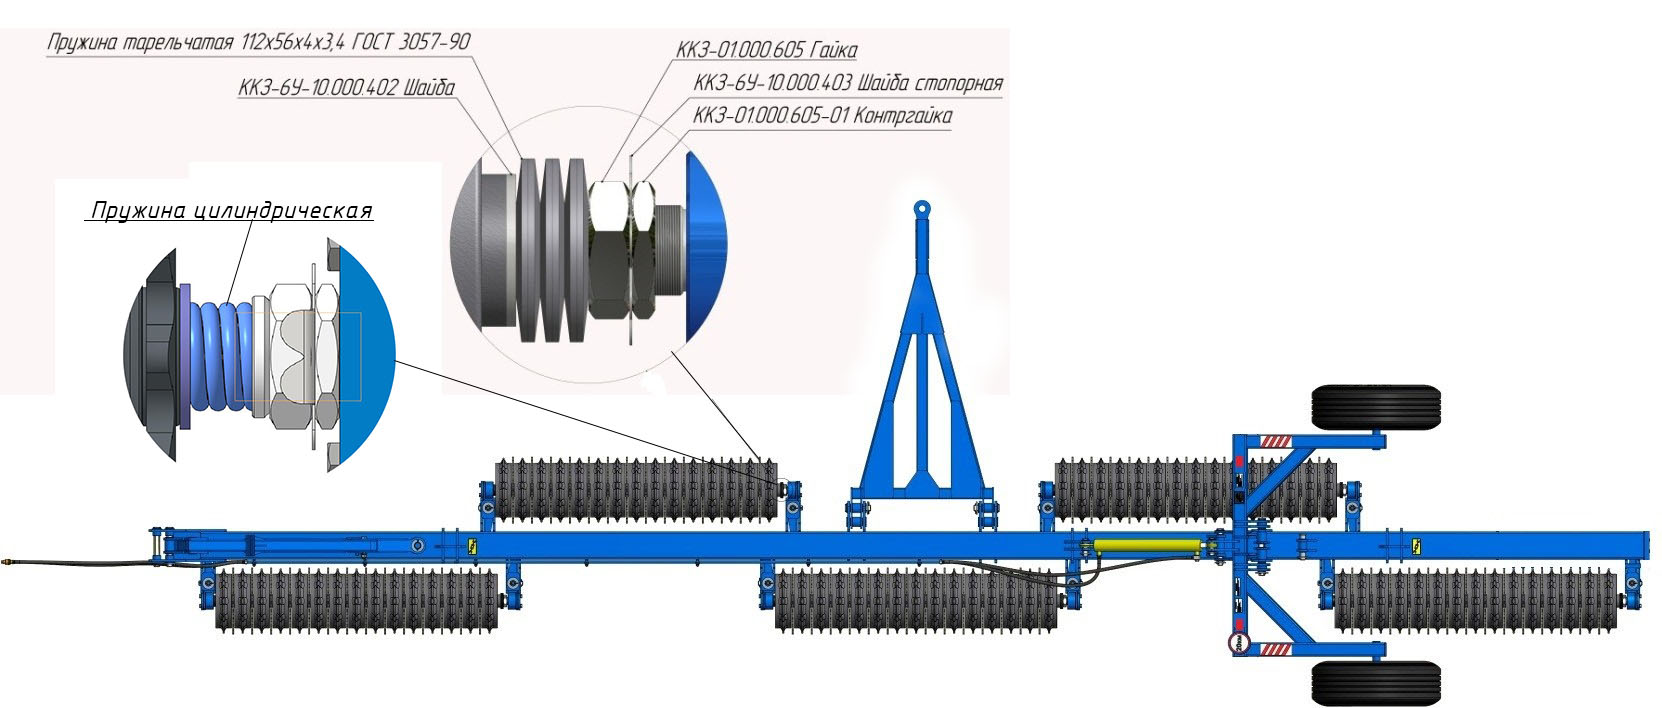 Пружина тарельчатая 112х56х4х3,4 ГОСТ 3057-90
ККЗ-6У-10.000.402 Шайба
ККЗ-01.000.605 Гайка
ККЗ-6У-10.000.403 Шайба стопорная
ККЗ-01.000.605-01 Контргайка
Пружина цилиндрическая